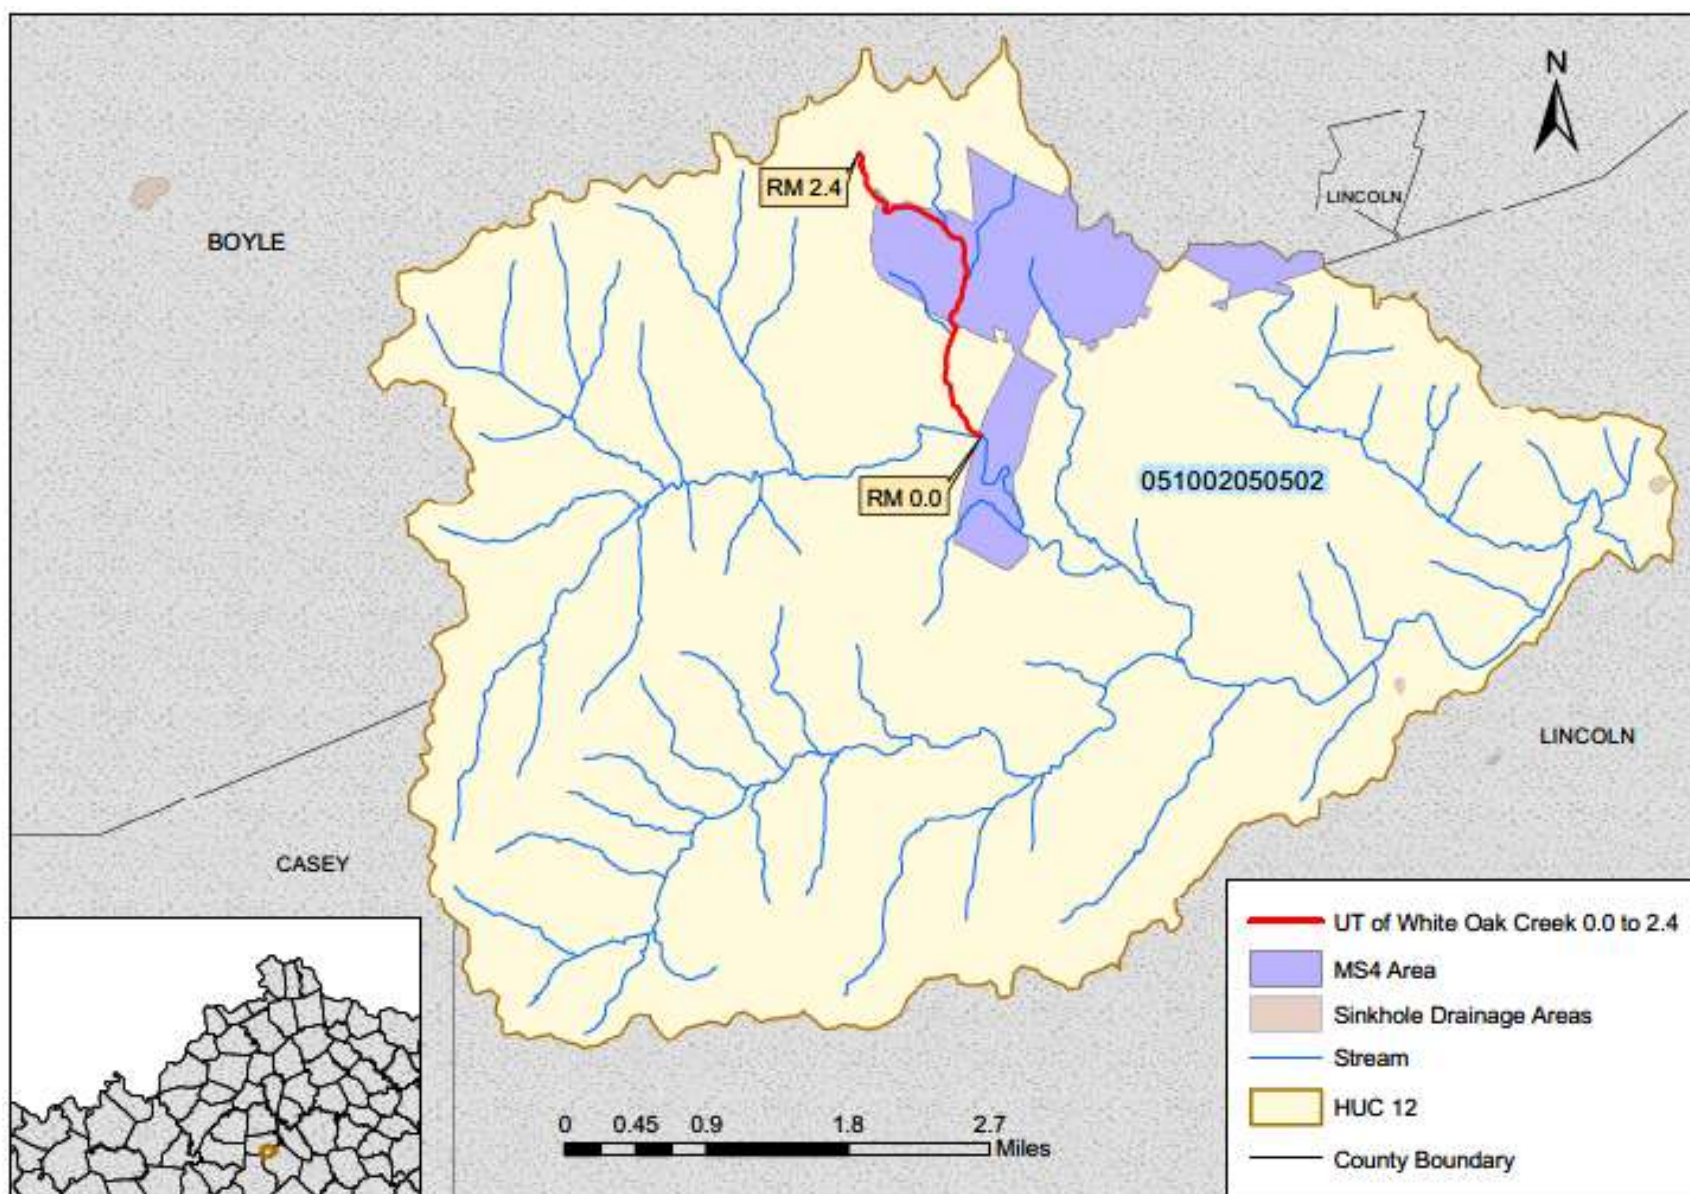 N
RM 2.4
LINCOLN
BOYLE
051002050502
RM 0.0
LINCOLN
CASEY
UT of White Oak Creek 0.0 to 2.4
MS4 Area
Sinkhole Drainage Areas
Stream
HUC 12
County Boundary
0 0.45 0.9 1.8 2.7
Miles